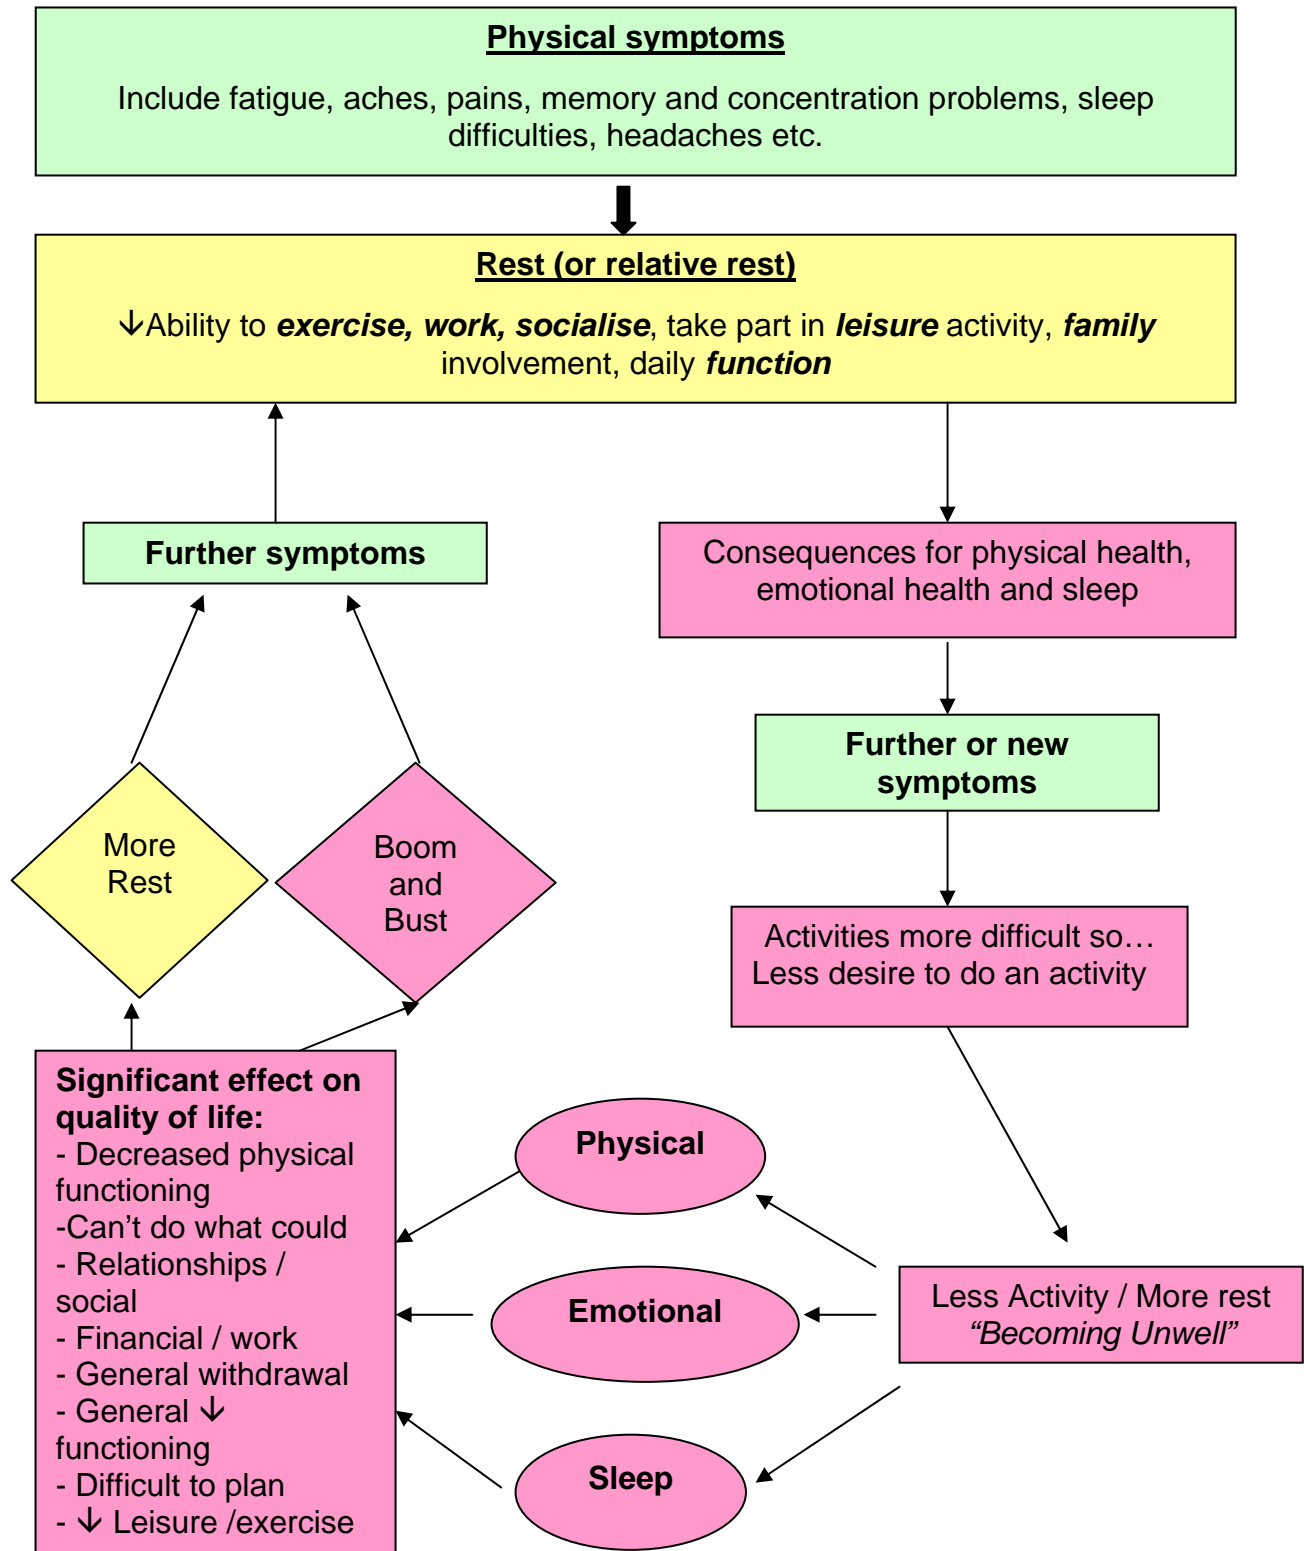 Physical symptoms
Include fatigue, aches, pains, memory and concentration problems, sleep
difficulties, headaches etc.
Rest (or relative rest)
↓Ability to exercise, work, socialise, take part in leisure activity, family
involvement, daily function
Further symptoms
Consequences for physical health,
emotional health and sleep
Further or new
symptoms
More
Rest
Boom
and
Bust
Activities more difficult so…
Less desire to do an activity
Significant effect on
quality of life:
- Decreased physical
functioning
-Can’t do what could
- Relationships /
social
- Financial / work
- General withdrawal
- General ↓
functioning
- Difficult to plan
- ↓ Leisure /exercise
Physical
Emotional
Sleep
Less Activity / More rest
“Becoming Unwell”